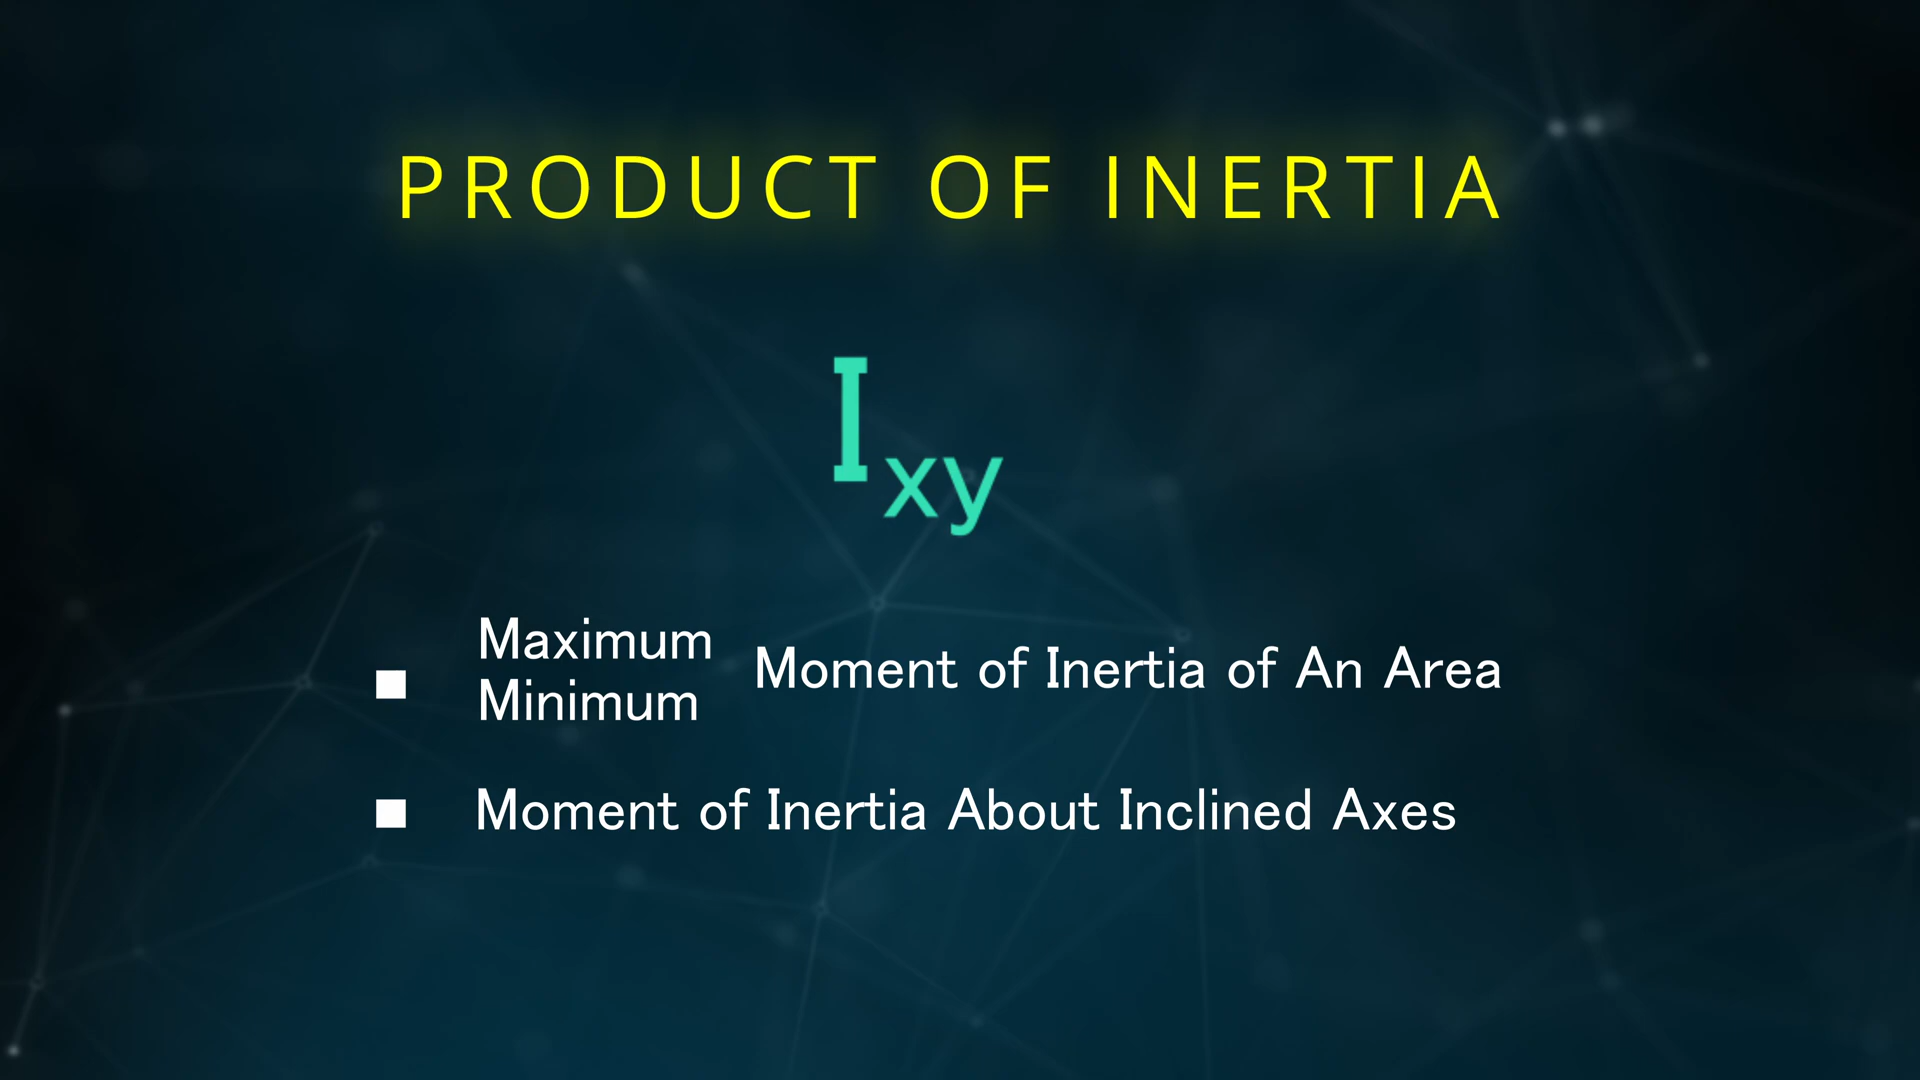 PRODUCT OF INERTIA
Ixy
Maximum
Minimum
Moment of Inertia of An Area
Moment of Inertia About Inclined Axes